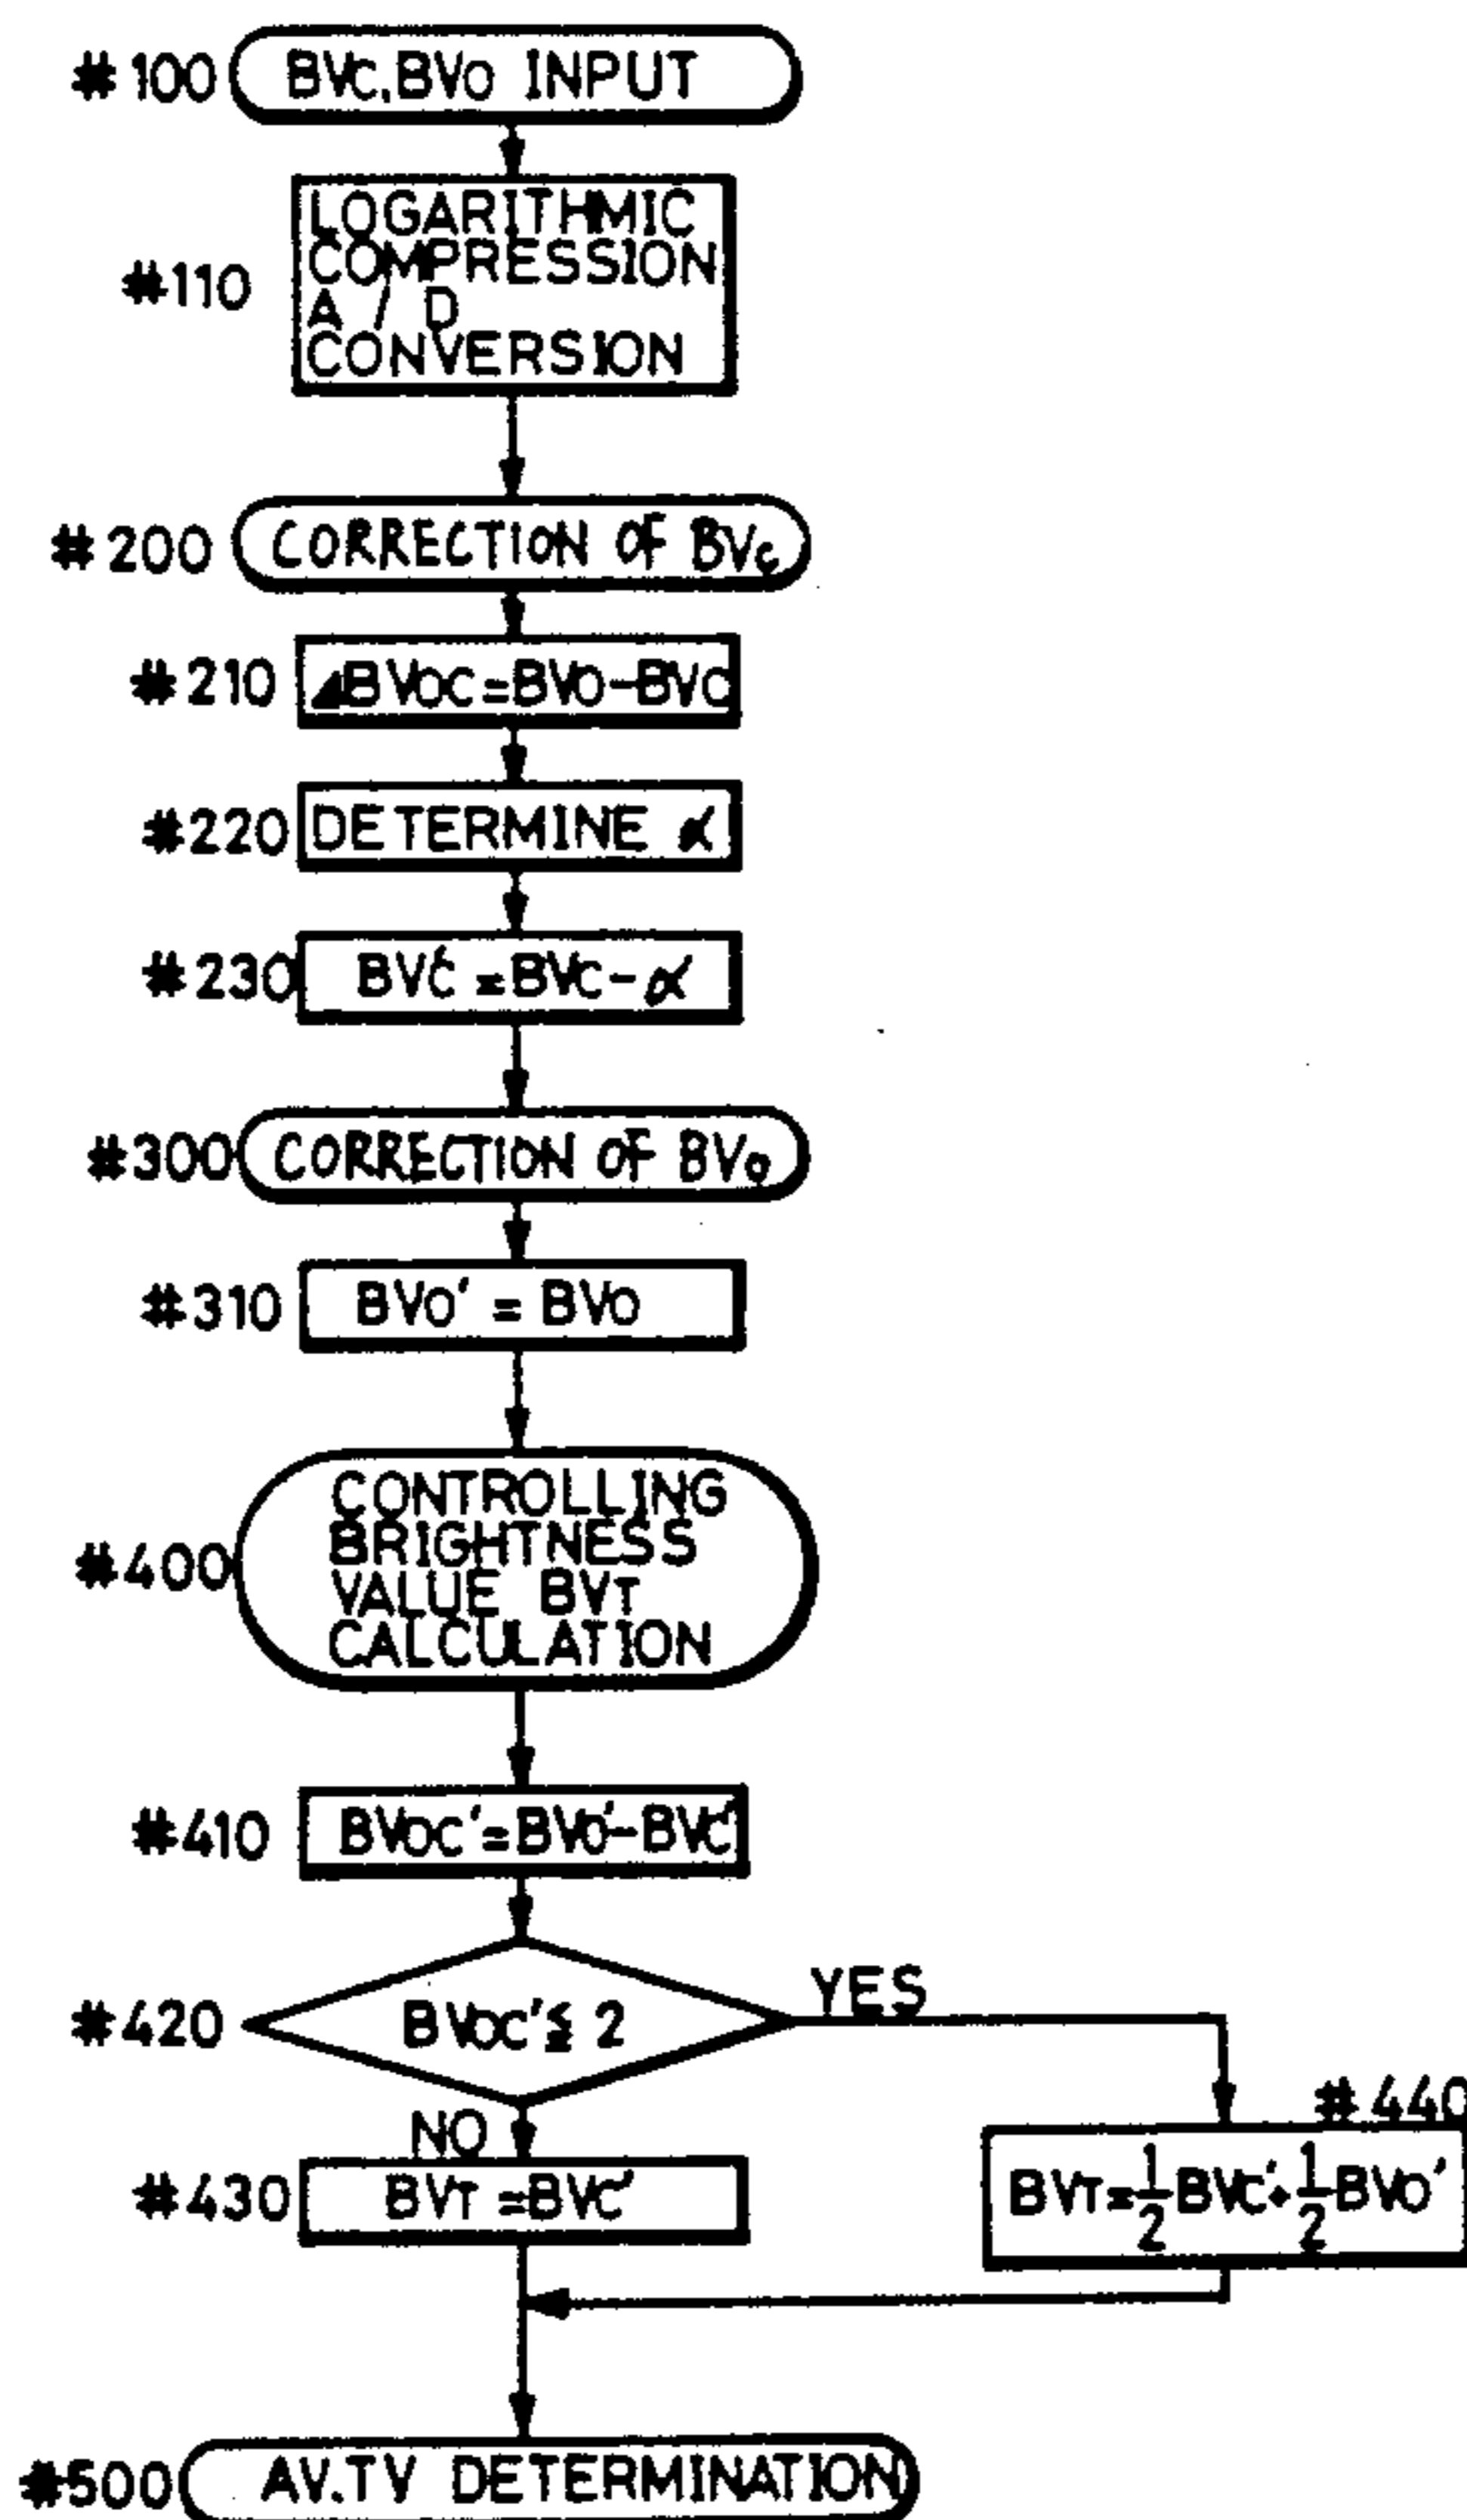 #100 BVC.BVO INPUT
#110
LOGARITHMIC
COMPRESSION
A / D
CONVERSION
#200 CORRECTION OF BVC
#210 ΔBVOC=BVO-BVC
#220 DETERMINE α
#230 BVC'=BVC-α
#300 CORRECTION OF BVO
#310 BVO' = BVO
#400
CONTROLLING
BRIGHTNESS
VALUE BVT
CALCULATION
#410 BVOC'=BVO'-BVC'
#420 BVOC'≦ 2
YES
NO
#440
#430 BVT =BVC'
BVT=1/2BVC'+1/2BVO'
#500 AV.TV DETERMINATION